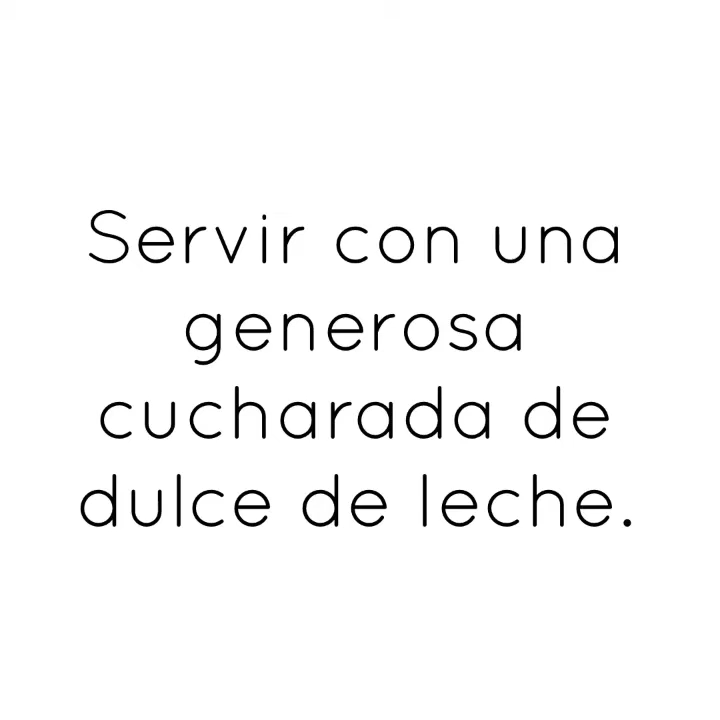 Servir con una
generosa
cucharada de
dulce de leche.